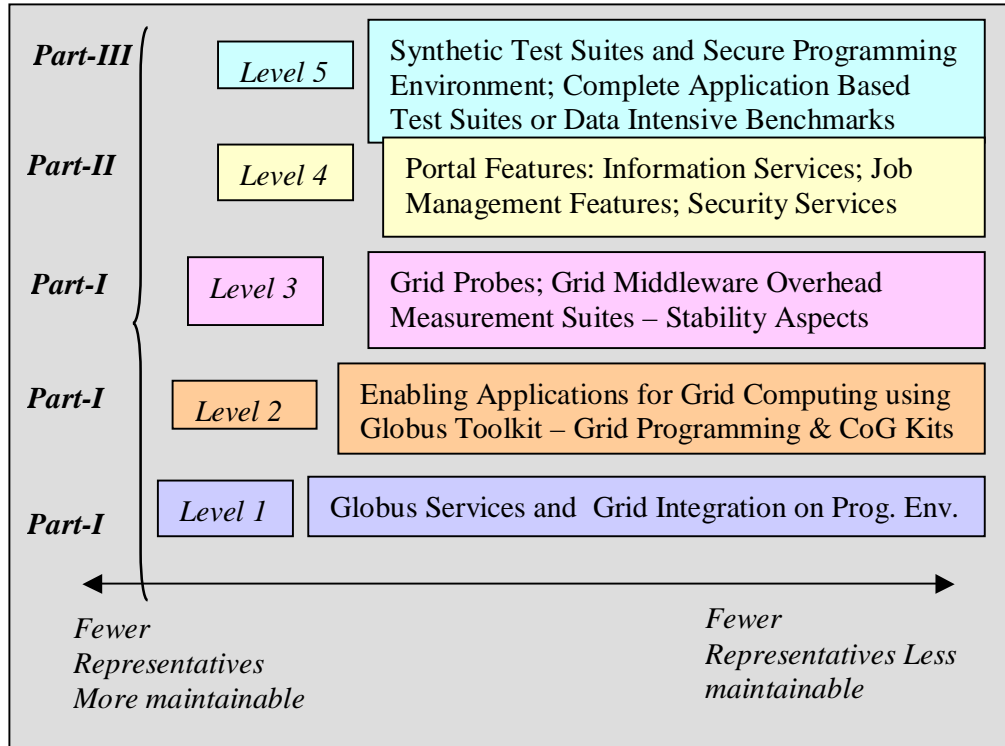 Part-III
Level 5
Synthetic Test Suites and Secure Programming
Environment; Complete Application Based
Test Suites or Data Intensive Benchmarks
Part-II
Level 4
Portal Features: Information Services; Job
Management Features; Security Services
Part-I
Level 3
Grid Probes; Grid Middleware Overhead
Measurement Suites – Stability Aspects
Part-I
Level 2
Enabling Applications for Grid Computing using
Globus Toolkit – Grid Programming & CoG Kits
Part-I
Level 1
Globus Services and Grid Integration on Prog. Env.
Fewer
Representatives
More maintainable
Fewer
Representatives Less
maintainable